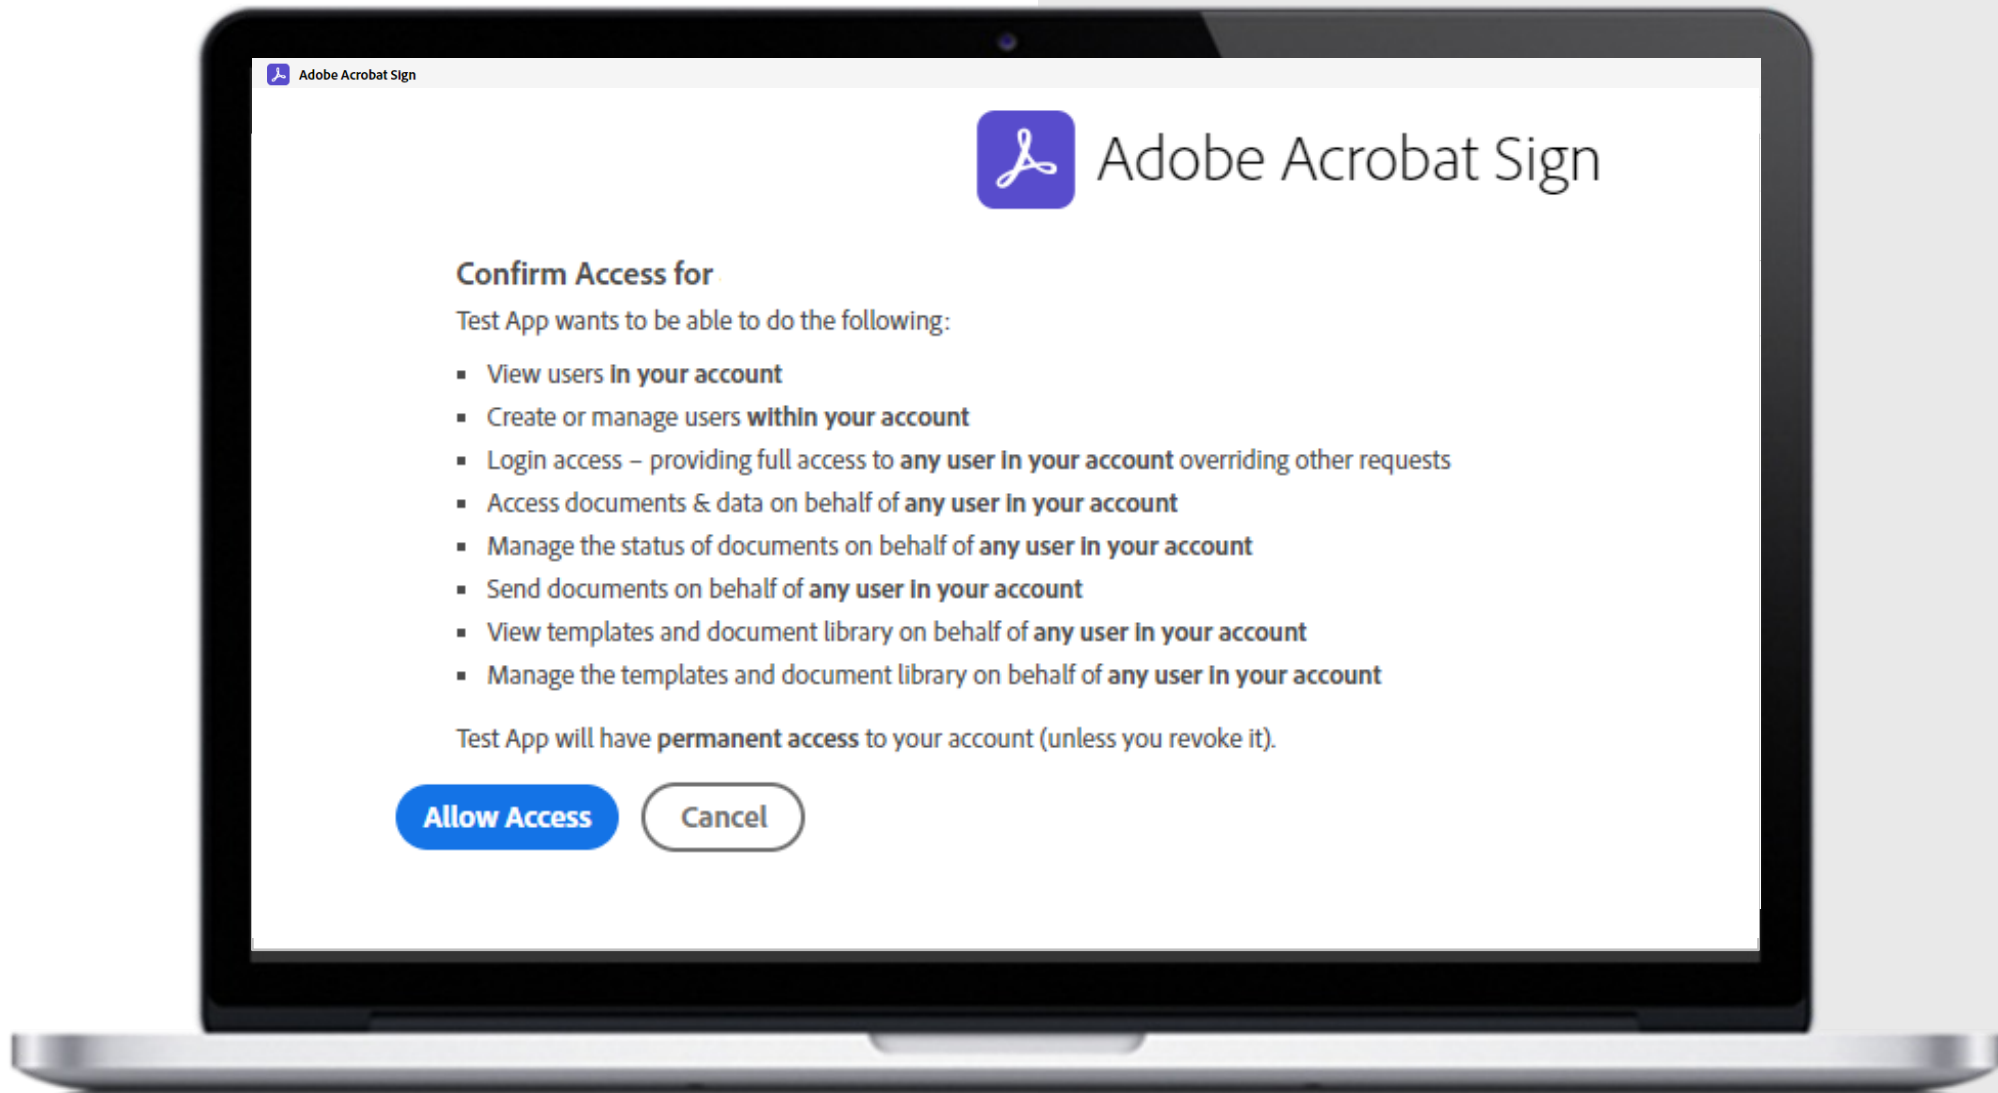 Adobe Acrobat Sign
Adobe Acrobat Sign
Confirm Access for
Test App wants to be able to do the following:
▪ View users in your account
▪ Create or manage users within your account
▪ Login access – providing full access to any user in your account overriding other requests
▪ Access documents & data on behalf of any user in your account
▪ Manage the status of documents on behalf of any user in your account
▪ Send documents on behalf of any user in your account
▪ View templates and document library on behalf of any user in your account
▪ Manage the templates and document library on behalf of any user in your account
Test App will have permanent access to your account (unless you revoke it).
Allow Access Cancel